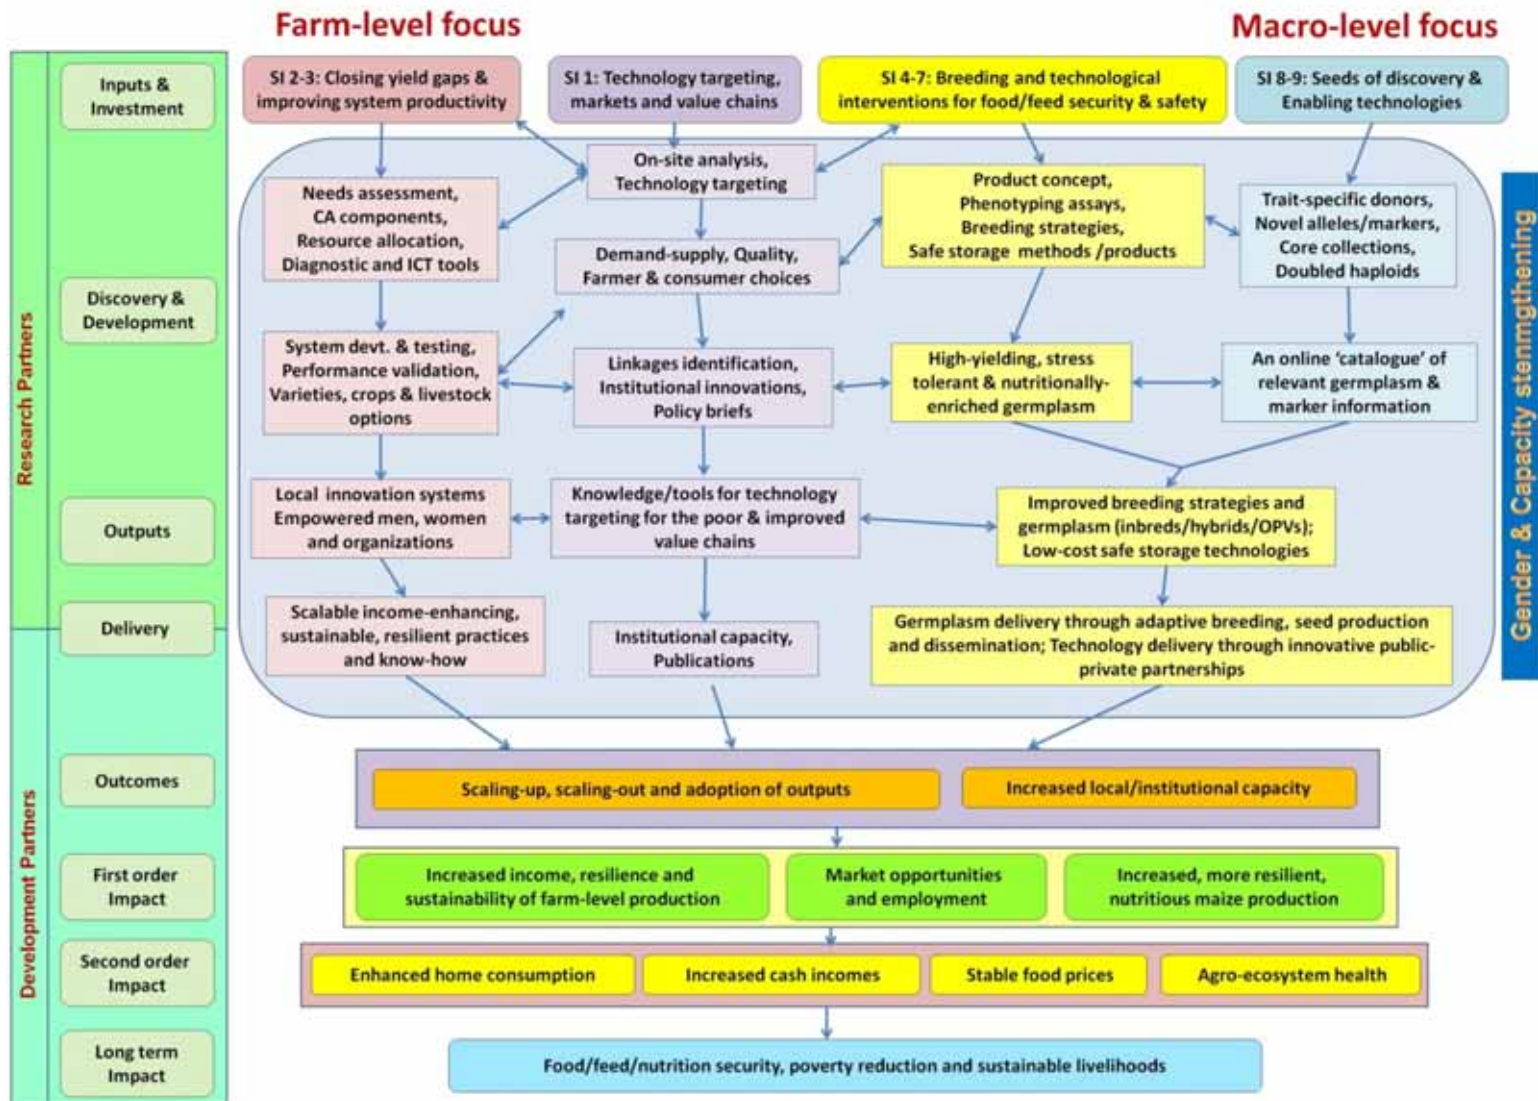 Farm-level focus
Macro-level focus
Inputs &
Investment
SI 2-3: Closing yield gaps &
improving system productivity
SI 1: Technology targeting,
markets and value chains
SI 4-7: Breeding and technological
interventions for food/feed security & safety
SI 8-9: Seeds of discovery &
Enabling technologies
Research Partners
Discovery &
Development
Needs assessment,
CA components,
Resource allocation,
Diagnostic and ICT tools
On-site analysis,
Technology targeting
Product concept,
Phenotyping assays,
Breeding strategies,
Safe storage methods /products
Trait-specific donors,
Novel alleles/markers,
Core collections,
Doubled haploids
Demand-supply, Quality,
Farmer & consumer choices
System devt. & testing,
Performance validation,
Varieties, crops & livestock
options
Linkages identification,
Institutional innovations,
Policy briefs
High-yielding, stress
tolerant & nutritionally-
enriched germplasm
An online ‘catalogue’ of
relevant germplasm &
marker information
Gender & Capacity stenmgthening
Outputs
Local innovation systems
Empowered men, women
and organizations
Knowledge/tools for technology
targeting for the poor & improved
value chains
Improved breeding strategies and
germplasm (inbreds/hybrids/OPVs);
Low-cost safe storage technologies
Delivery
Scalable income-enhancing,
sustainable, resilient practices
and know-how
Institutional capacity,
Publications
Germplasm delivery through adaptive breeding, seed production
and dissemination; Technology delivery through innovative public-
private partnerships
Development Partners
Outcomes
Scaling-up, scaling-out and adoption of outputs
Increased local/institutional capacity
First order
Impact
Increased income, resilience and
sustainability of farm-level production
Market opportunities
and employment
Increased, more resilient,
nutritious maize production
Second order
Impact
Enhanced home consumption
Increased cash incomes
Stable food prices
Agro-ecosystem health
Long term
Impact
Food/feed/nutrition security, poverty reduction and sustainable livelihoods